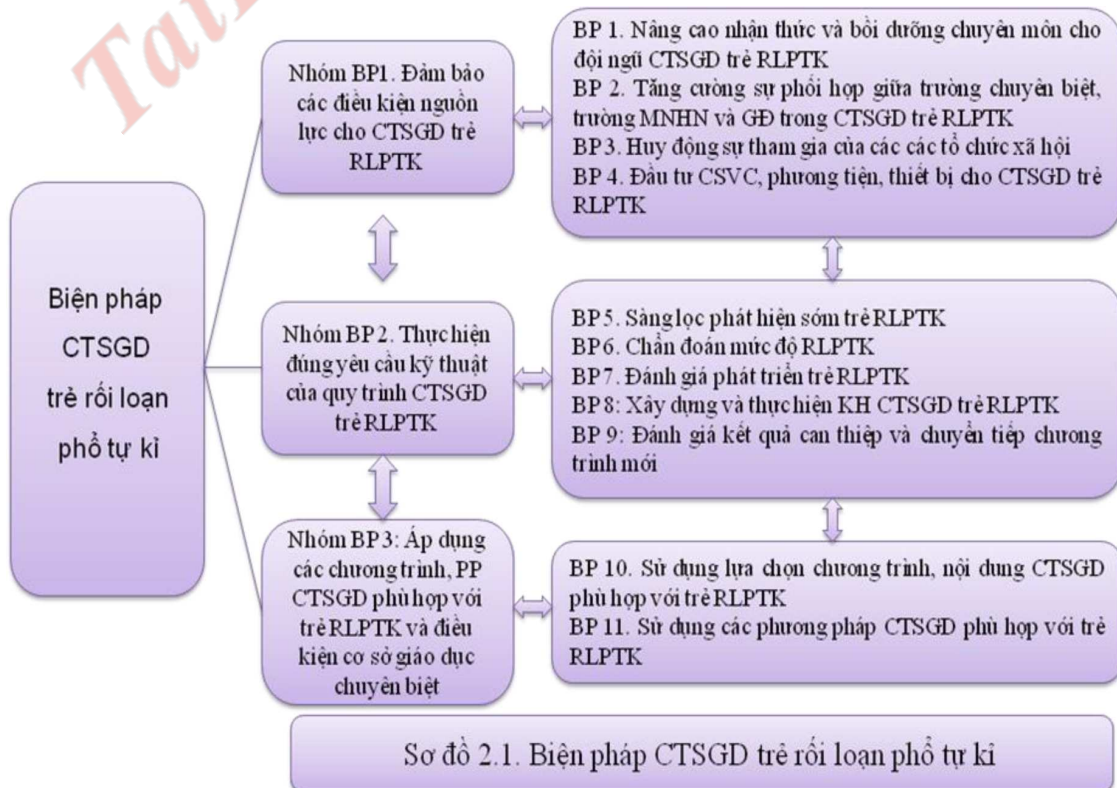 Biện pháp
CTSGD
trẻ rối loạn
phổ tự kỉ
Nhóm BP1. Đảm bảo
các điều kiện nguồn
lực cho CTSGD trẻ
RLPTK
BP 1. Nâng cao nhận thức và bồi dưỡng chuyên môn cho
đội ngũ CTSGD trẻ RLPTK
BP 2. Tăng cường sự phối hợp giữa trường chuyên biệt,
trường MNHN và GĐ trong CTSGD trẻ RLPTK
BP 3. Huy động sự tham gia của các các tổ chức xã hội
BP 4. Đầu tư CSVC, phương tiện, thiết bị cho CTSGD trẻ
RLPTK
Nhóm BP2. Thực hiện
đúng yêu cầu kỹ thuật
của quy trình CTSGD
trẻ RLPTK
BP5. Sàng lọc phát hiện sớm trẻ RLPTK
BP6. Chẩn đoán mức độ RLPTK
BP7. Đánh giá phát triển trẻ RLPTK
BP8: Xây dựng và thực hiện KH CTSGD trẻ RLPTK
BP 9: Đánh giá kết quả can thiệp và chuyển tiếp chương
trình mới
Nhóm BP3: Áp dụng
các chương trình, PP
CTSGD phù hợp với
trẻ RLPTK và điều
kiện cơ sở giáo dục
chuyên biệt
BP 10. Sử dụng lựa chọn chương trình, nội dung CTSGD
phù hợp với trẻ RLPTK
BP 11. Sử dụng các phương pháp CTSGD phù hợp với trẻ
RLPTK
Sơ đồ 2.1. Biện pháp CTSGD trẻ rối loạn phổ tự kỉ